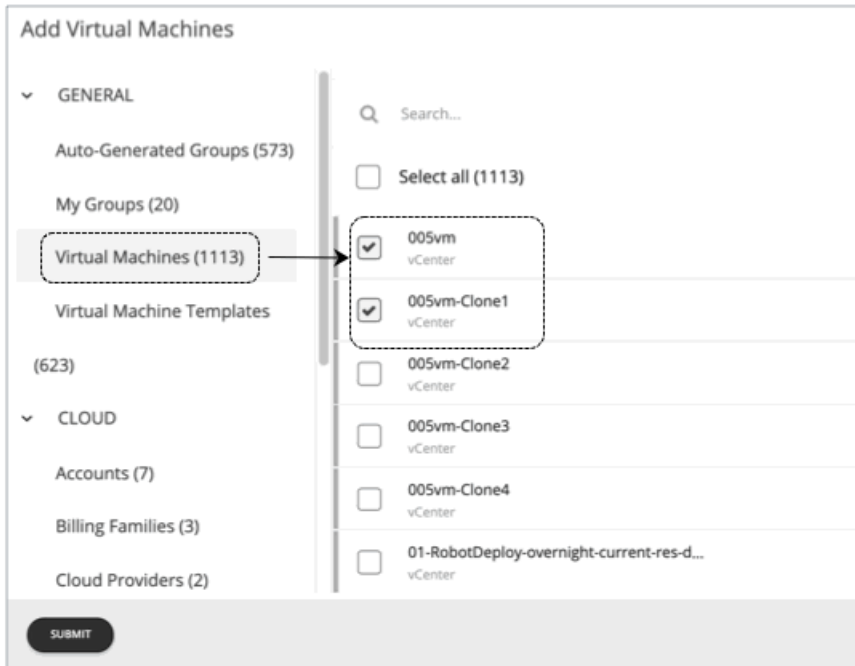 Add Virtual Machines
GENERAL
Auto-Generated Groups (573)
My Groups (20)
Virtual Machines (1113)
Virtual Machine Templates
(623)
CLOUD
Accounts (7)
Billing Families (3)
Cloud Providers (2)
Search...
Select all (1113)
005vm
vCenter
005vm-Clone1
vCenter
005vm-Clone2
vCenter
005vm-Clone3
vCenter
005vm-Clone4
vCenter
01-RobotDeploy-overnight-current-res-d...
vCenter
SUBMIT